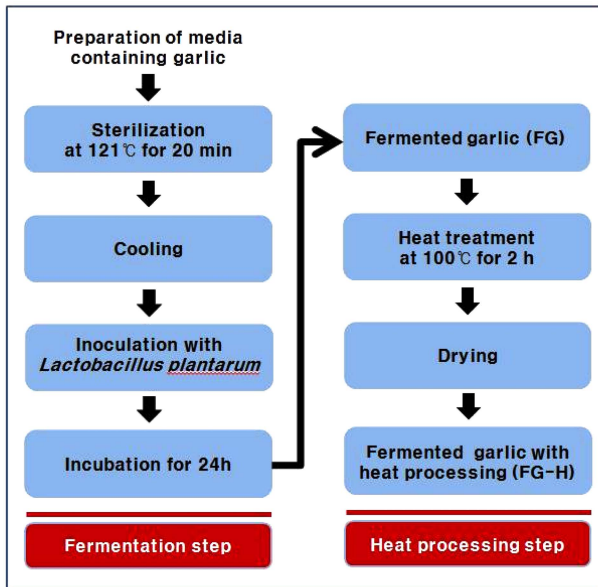 Preparation of media
containing garlic
Sterilization
at 121℃ for 20 min
Cooling
Inoculation with
Lactobacillus plantarum
Incubation for 24h
Fermentation step
Fermented garlic (FG)
Heat treatment
at 100℃ for 2 h
Drying
Fermented garlic with
heat processing (FG-H)
Heat processing step